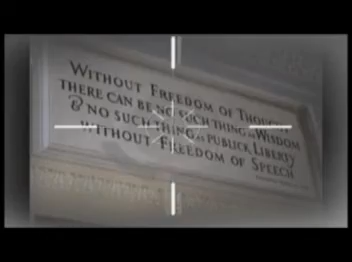 WITHOUT FREEDOM OF THOUGHT
THERE CAN BE NO SUCH THING AS WISDOM
& NO SUCH THING AS PUBLICK LIBERTY
WITHOUT FREEDOM OF SPEECH